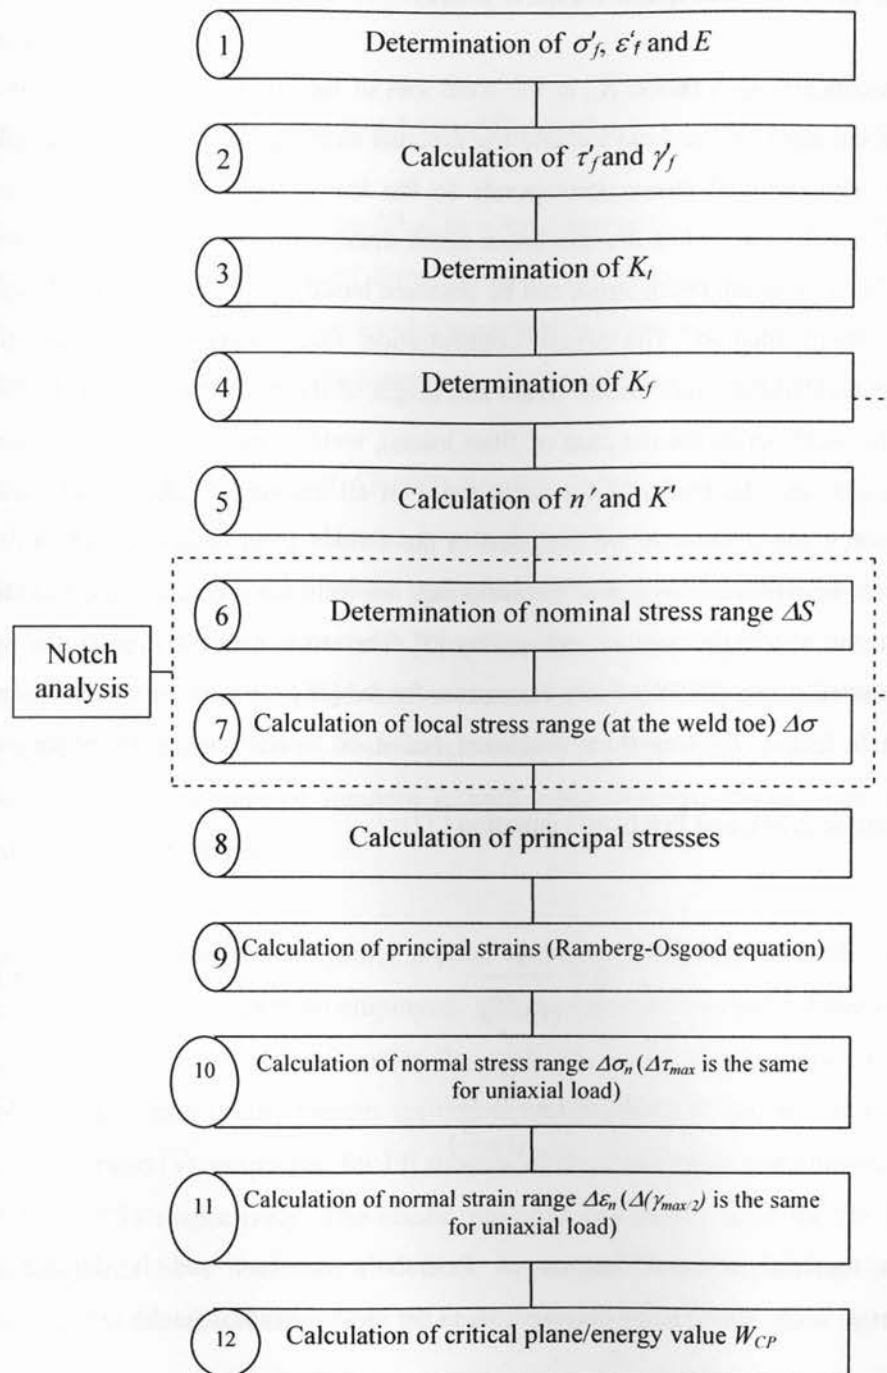 1
Determination of σ'f, ε'f and E
2
Calculation of τ'f and γ'f
3
Determination of Kt
4
Determination of Kf
5
Calculation of n' and K'
6
Determination of nominal stress range ΔS
Notch
analysis
7
Calculation of local stress range (at the weld toe) Δσ
8
Calculation of principal stresses
9
Calculation of principal strains (Ramberg-Osgood equation)
10
Calculation of normal stress range Δσn (Δτmax is the same
for uniaxial load)
11
Calculation of normal strain range Δεn (Δ(γmax/2) is the same
for uniaxial load)
12
Calculation of critical plane/energy value WCP